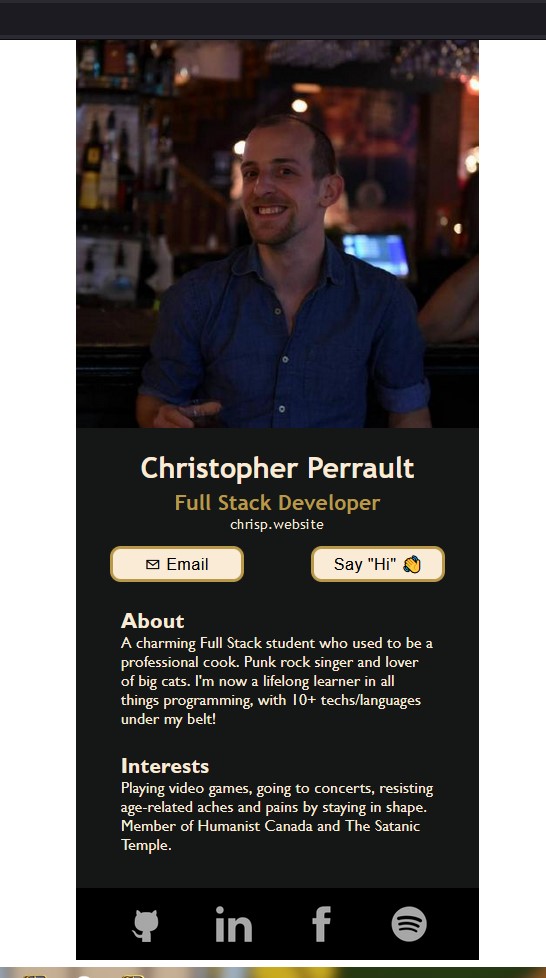 Christopher Perrault
Full Stack Developer
chrisp.website
Email
Say "Hi" 👋
About
A charming Full Stack student who used to be a
professional cook. Punk rock singer and lover
of big cats. I'm now a lifelong learner in all
things programming, with 10+ techs/languages
under my belt!
Interests
Playing video games, going to concerts, resisting
age-related aches and pains by staying in shape.
Member of Humanist Canada and The Satanic
Temple.
in
f